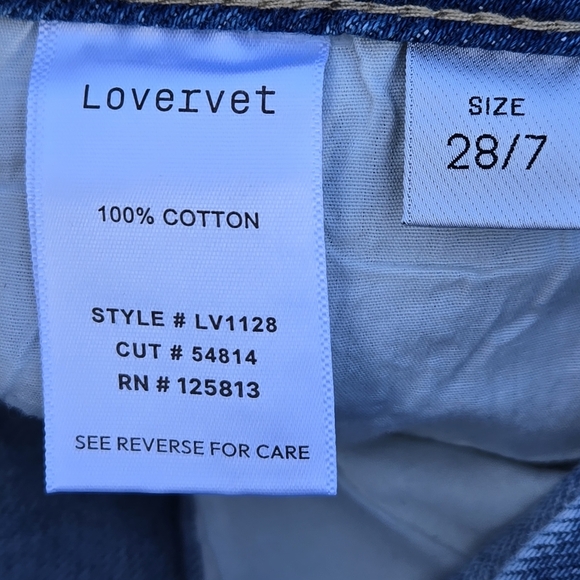 Lovervet
100% COTTON
STYLE # LV1128
CUT # 54814
RN # 125813
SEE REVERSE FOR CARE
SIZE
28/7